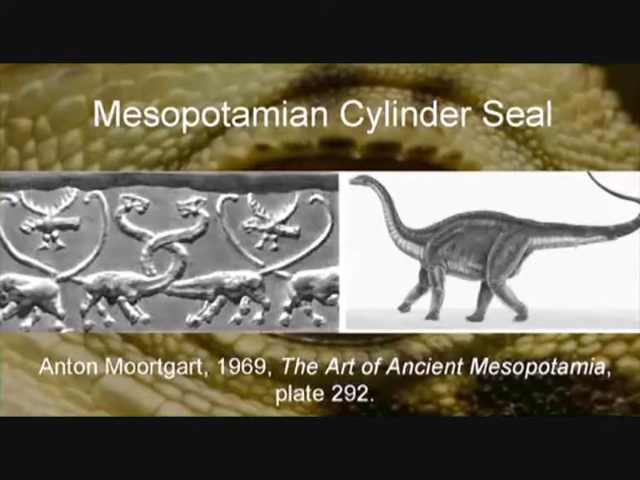 Mesopotamian Cylinder Seal
Anton Moortgart, 1969, The Art of Ancient Mesopotamia,
plate 292.